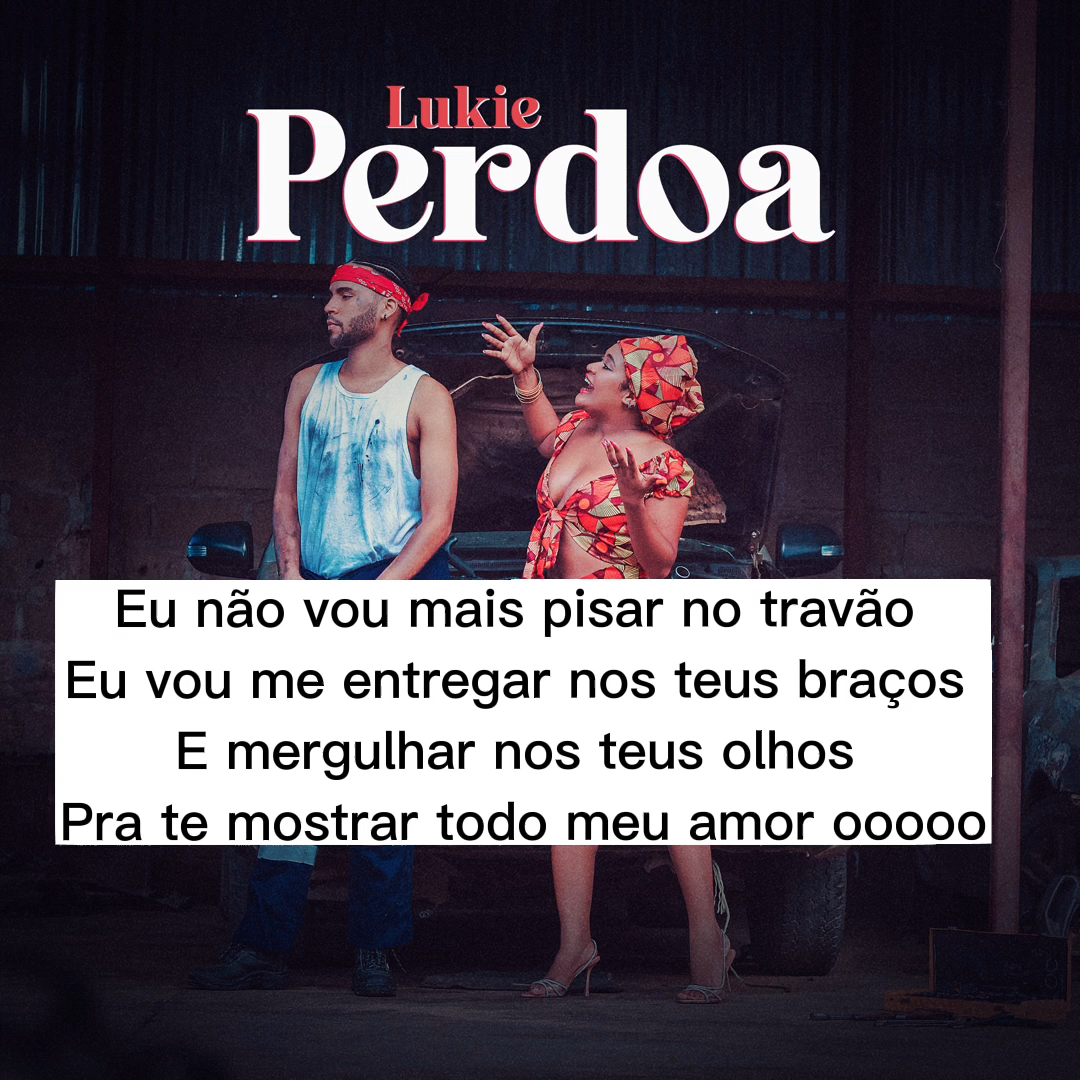 Lukie
Perdoa
Eu não vou mais pisar no travão
Eu vou me entregar nos teus braços
E mergulhar nos teus olhos
Pra te mostrar todo meu amor ooooo